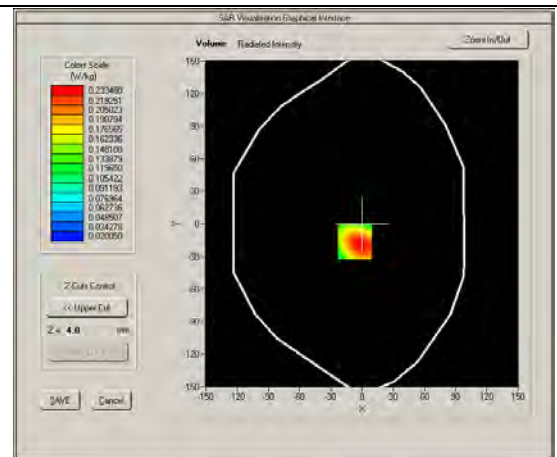 SAR Visualisation Graphical Interface
Volume: Radiated Intensity
Zoom In/Out
Colors Scale
(W/kg)
0.233480
0.219251
0.205023
0.190794
0.176565
0.162336
0.148108
0.133879
0.119650
0.105422
0.091193
0.076964
0.062736
0.048507
0.034278
0.020050
150
120
90
60
30
0
-30
-60
-90
-120
-150
Y
-150 -120 -90 -60 -30 0 30 60 90 120 150
X
Z-Cuts Control
<< Upper Cut
Z = 4.0 mm
SAVE
Cancel